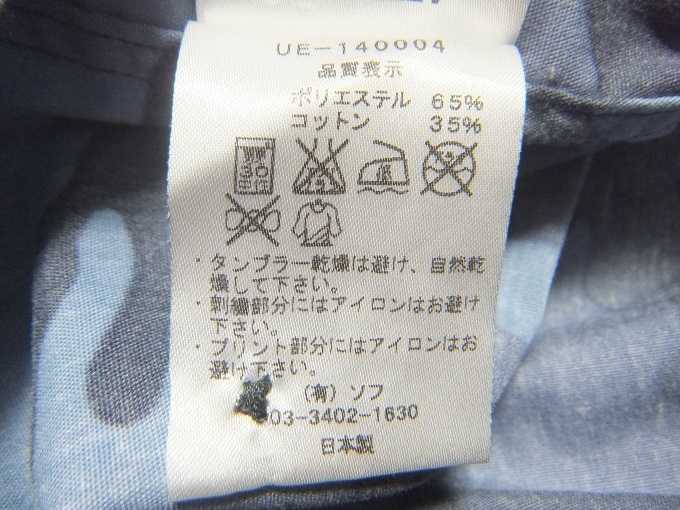 UE-140004
品質表示
ポリエステル 65%
コットン 35%
・タンブラー乾燥は避け、自然乾
燥して下さい。
・刺繍部分にはアイロンはお避け
下さい。
・プリント部分にはアイロンはお
避け下さい。
(有) ソフ
03-3402-1630
日本製